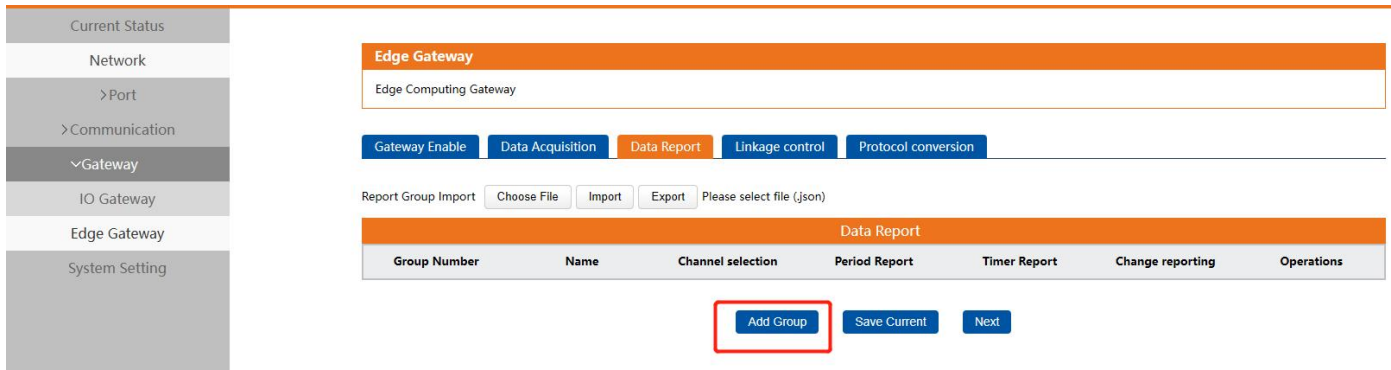 Current Status
Network
>Port
>Communication
Gateway
IO Gateway
Edge Gateway
System Setting
Edge Gateway
Edge Computing Gateway
Gateway Enable Data Acquisition Data Report Linkage control Protocol conversion
Report Group Import Choose File Import Export Please select file (.json)
Data Report
Group Number Name Channel selection Period Report Timer Report Change reporting Operations
Add Group Save Current Next